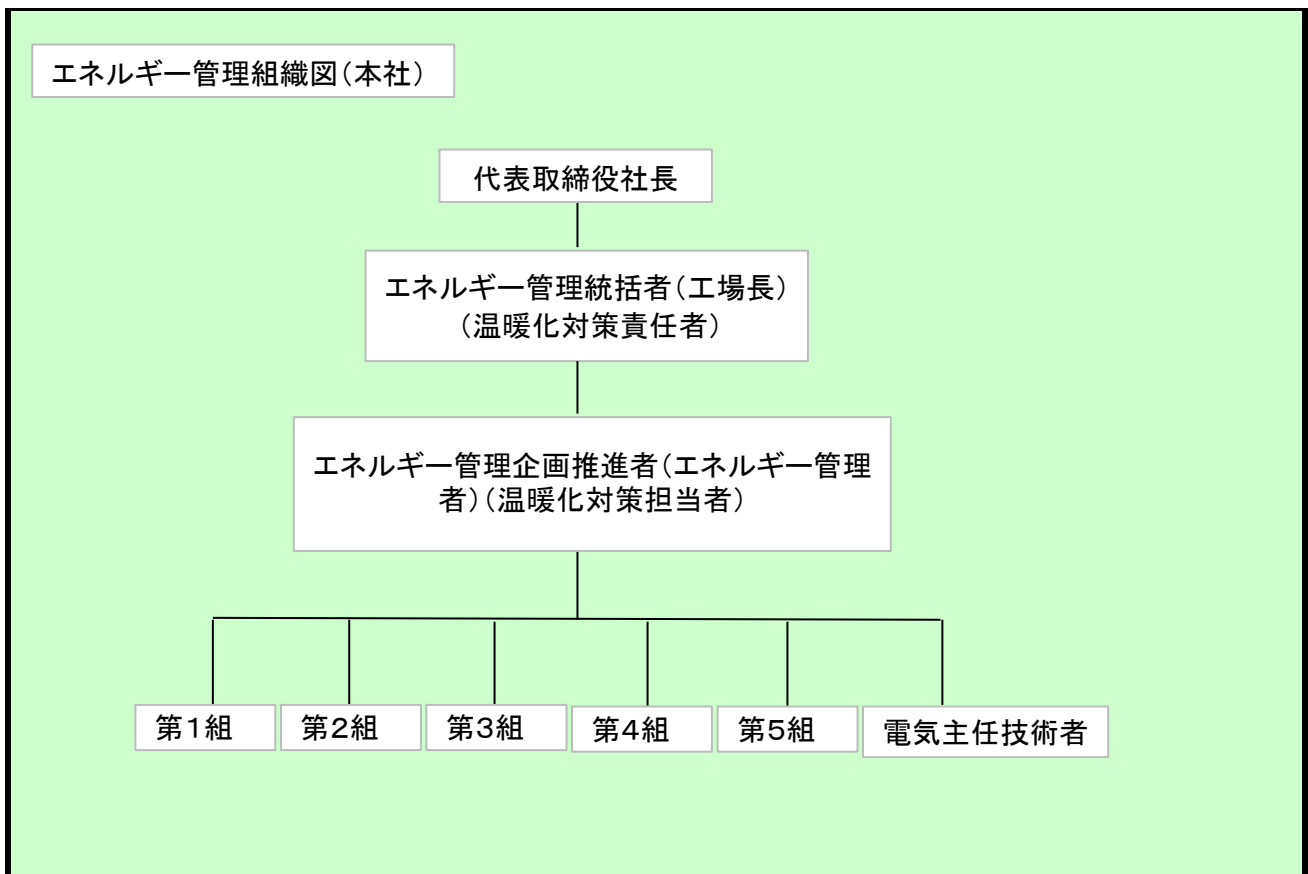 エネルギー管理組織図（本社）
代表取締役社長
エネルギー管理統括者（工場長）
（温暖化対策責任者）
エネルギー管理企画推進者（エネルギー管理
者）（温暖化対策担当者）
第１組
第２組
第３組
第４組
第５組
電気主任技術者